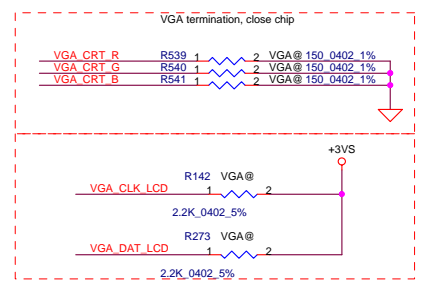 VGA termination, close chip
VGA_CRT_R R539 1 2 VGA@ 150_0402_1%
VGA_CRT_G R540 1 2 VGA@ 150_0402_1%
VGA_CRT_B R541 1 2 VGA@ 150_0402_1%
+3VS
R142 VGA@
VGA_CLK_LCD 1 2
2.2K_0402_5%
R273 VGA@
VGA_DAT_LCD 1 2
2.2K_0402_5%